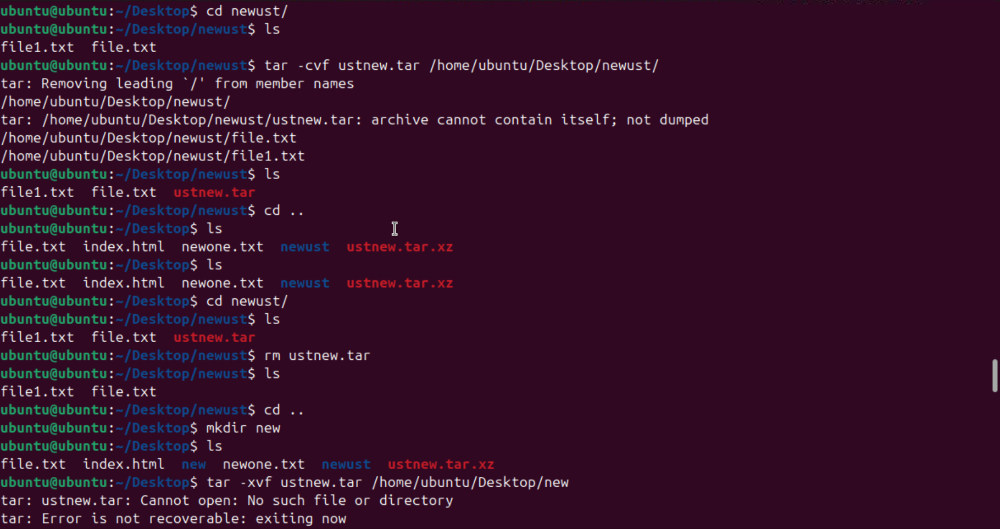 ubuntu@ubuntu:~/Desktop$ cd newust/
ubuntu@ubuntu:~/Desktop/newust$ ls
file1.txt  file.txt
ubuntu@ubuntu:~/Desktop/newust$ tar -cvf ustnew.tar /home/ubuntu/Desktop/newust/
tar: Removing leading `/' from member names
/home/ubuntu/Desktop/newust/
tar: /home/ubuntu/Desktop/newust/ustnew.tar: archive cannot contain itself; not dumped
/home/ubuntu/Desktop/newust/file.txt
/home/ubuntu/Desktop/newust/file1.txt
ubuntu@ubuntu:~/Desktop/newust$ ls
file1.txt  file.txt  ustnew.tar
ubuntu@ubuntu:~/Desktop/newust$ cd ..
ubuntu@ubuntu:~/Desktop$ ls
file.txt  index.html  newone.txt  newust  ustnew.tar.xz
ubuntu@ubuntu:~/Desktop$ ls
file.txt  index.html  newone.txt  newust  ustnew.tar.xz
ubuntu@ubuntu:~/Desktop$ cd newust/
ubuntu@ubuntu:~/Desktop/newust$ ls
file1.txt  file.txt  ustnew.tar
ubuntu@ubuntu:~/Desktop/newust$ rm ustnew.tar
ubuntu@ubuntu:~/Desktop/newust$ ls
file1.txt  file.txt
ubuntu@ubuntu:~/Desktop/newust$ cd ..
ubuntu@ubuntu:~/Desktop$ mkdir new
ubuntu@ubuntu:~/Desktop$ ls
file.txt  index.html  new  newone.txt  newust  ustnew.tar.xz
ubuntu@ubuntu:~/Desktop$ tar -xvf ustnew.tar /home/ubuntu/Desktop/new
tar: ustnew.tar: Cannot open: No such file or directory
tar: Error is not recoverable: exiting now